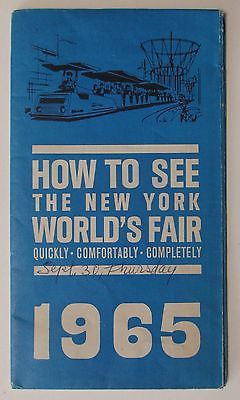 HOW TO SEE
THE NEW YORK
WORLD'S FAIR
QUICKLY · COMFORTABLY · COMPLETELY
Sept. 30, Thursday
1965